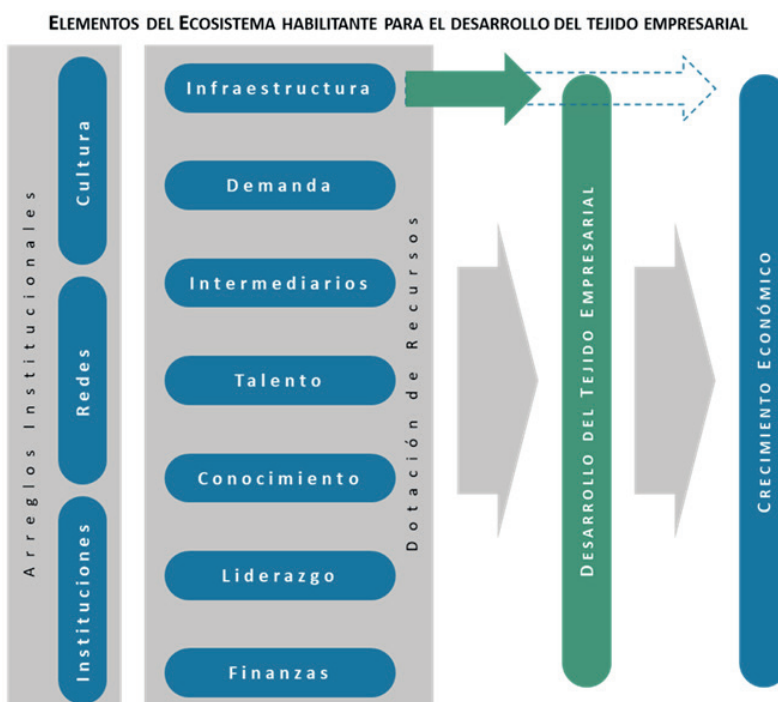 ELEMENTOS DEL ECOSISTEMA HABILITANTE PARA EL DESARROLLO DEL TEJIDO EMPRESARIAL
Arreglos Institucionales
Cultura
Redes
Instituciones
Infraestructura
Demanda
Intermediarios
Talento
Conocimiento
Liderazgo
Finanzas
Dotación de Recursos
DESARROLLO DEL TEJIDO EMPRESARIAL
CRECIMIENTO ECONÓMICO